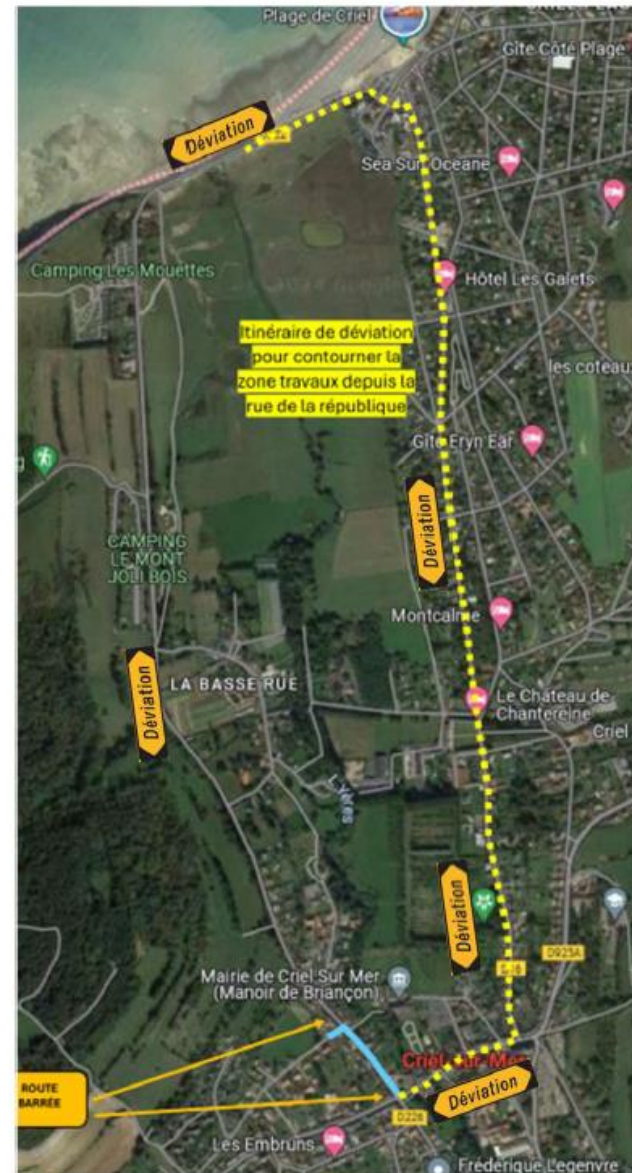 Plage de Criel
Gîte Côté Plage
Déviation
Sea Sun Oceane
Camping Les Mouettes
Hôtel Les Galets
Itinéraire de déviation
pour contourner la
zone travaux depuis la
rue de la république
les coteaux
Gîte Eryn Ear
Déviation
CAMPING
LE MONT
JOLI BOIS
Montcalme
LA BASSE RUE
Déviation
Le Château de
Chantereine
Criel
L'Yères
Déviation
D925A
Mairie de Criel Sur Mer
(Manoir de Briançon)
Criel-sur-Mer
ROUTE
BARRÉE
Déviation
D226
Les Embruns
Frédérique Legenvre